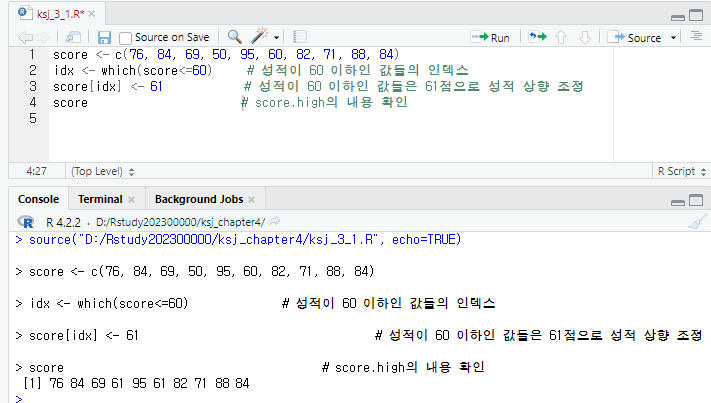 ksj_3_1.R*
Source on Save
Run
Source
1 score <- c(76, 84, 69, 50, 95, 60, 82, 71, 88, 84)
2 idx <- which(score<=60) # 성적이 60 이하인 값들의 인덱스
3 score[idx] <- 61 # 성적이 60 이하인 값들은 61점으로 성적 상향 조정
4 score # score.high의 내용 확인
5
4:27 (Top Level) R Script
Console Terminal Background Jobs
R 4.2.2 · D:/Rstudy202300000/ksj_chapter4/
> source("D:/Rstudy202300000/ksj_chapter4/ksj_3_1.R", echo=TRUE)
> score <- c(76, 84, 69, 50, 95, 60, 82, 71, 88, 84)
> idx <- which(score<=60) # 성적이 60 이하인 값들의 인덱스
> score[idx] <- 61 # 성적이 60 이하인 값들은 61점으로 성적 상향 조정
> score # score.high의 내용 확인
[1] 76 84 69 61 95 61 82 71 88 84
>